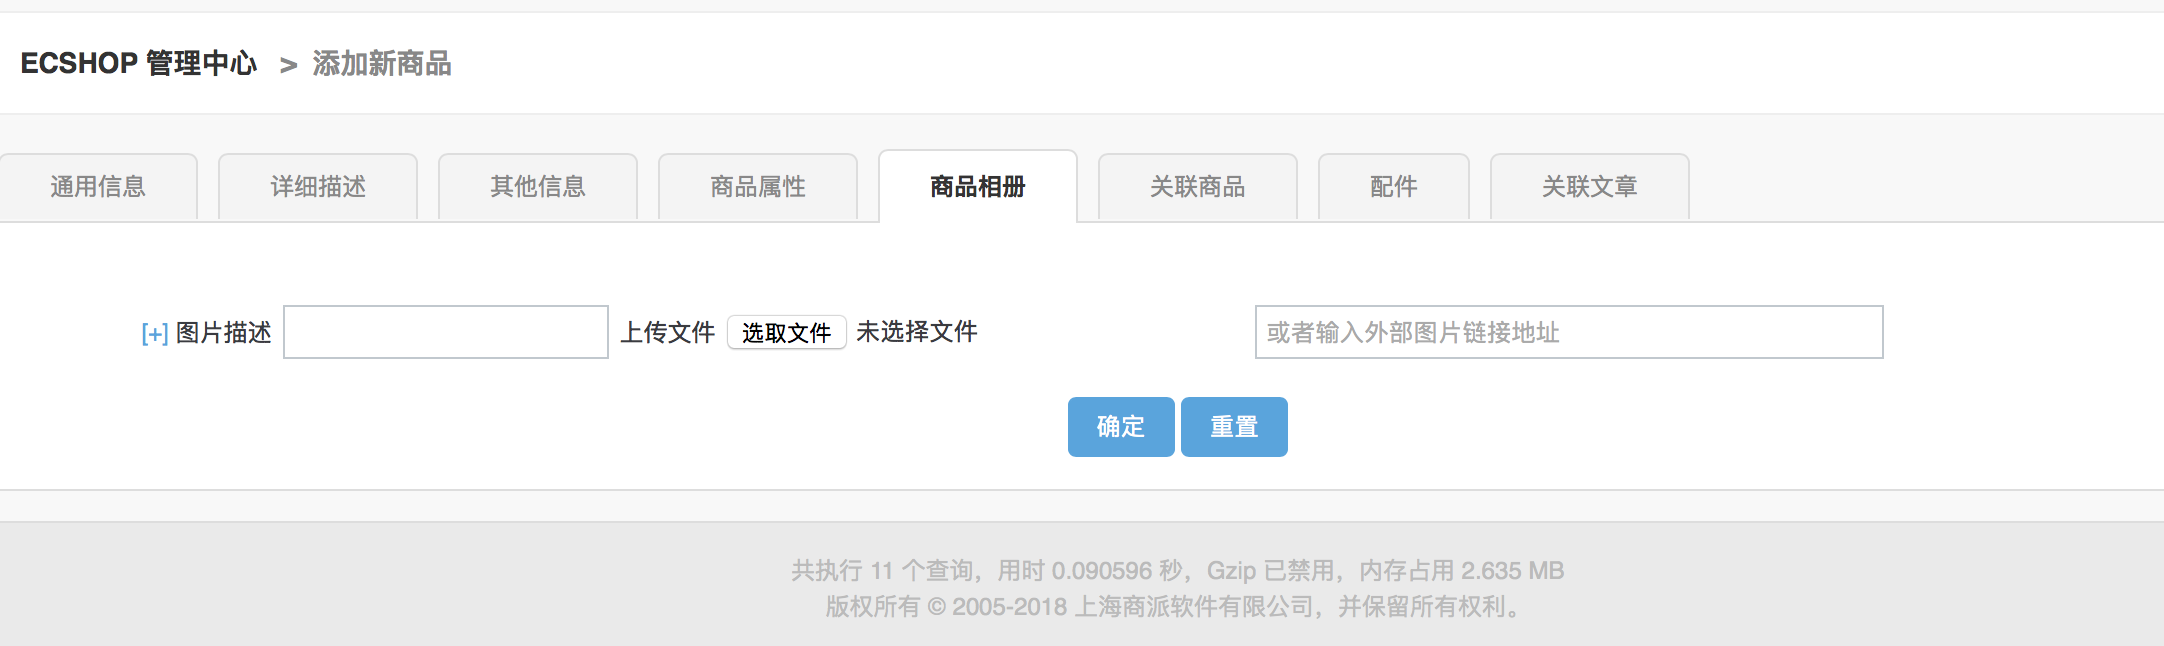 ECSHOP 管理中心 > 添加新商品
通用信息 详细描述 其他信息 商品属性 商品相册 关联商品 配件 关联文章
[+] 图片描述 上传文件 选取文件 未选择文件 或者输入外部图片链接地址
确定 重置
共执行 11 个查询，用时 0.090596 秒，Gzip 已禁用，内存占用 2.635 MB
版权所有 © 2005-2018 上海商派软件有限公司，并保留所有权利。